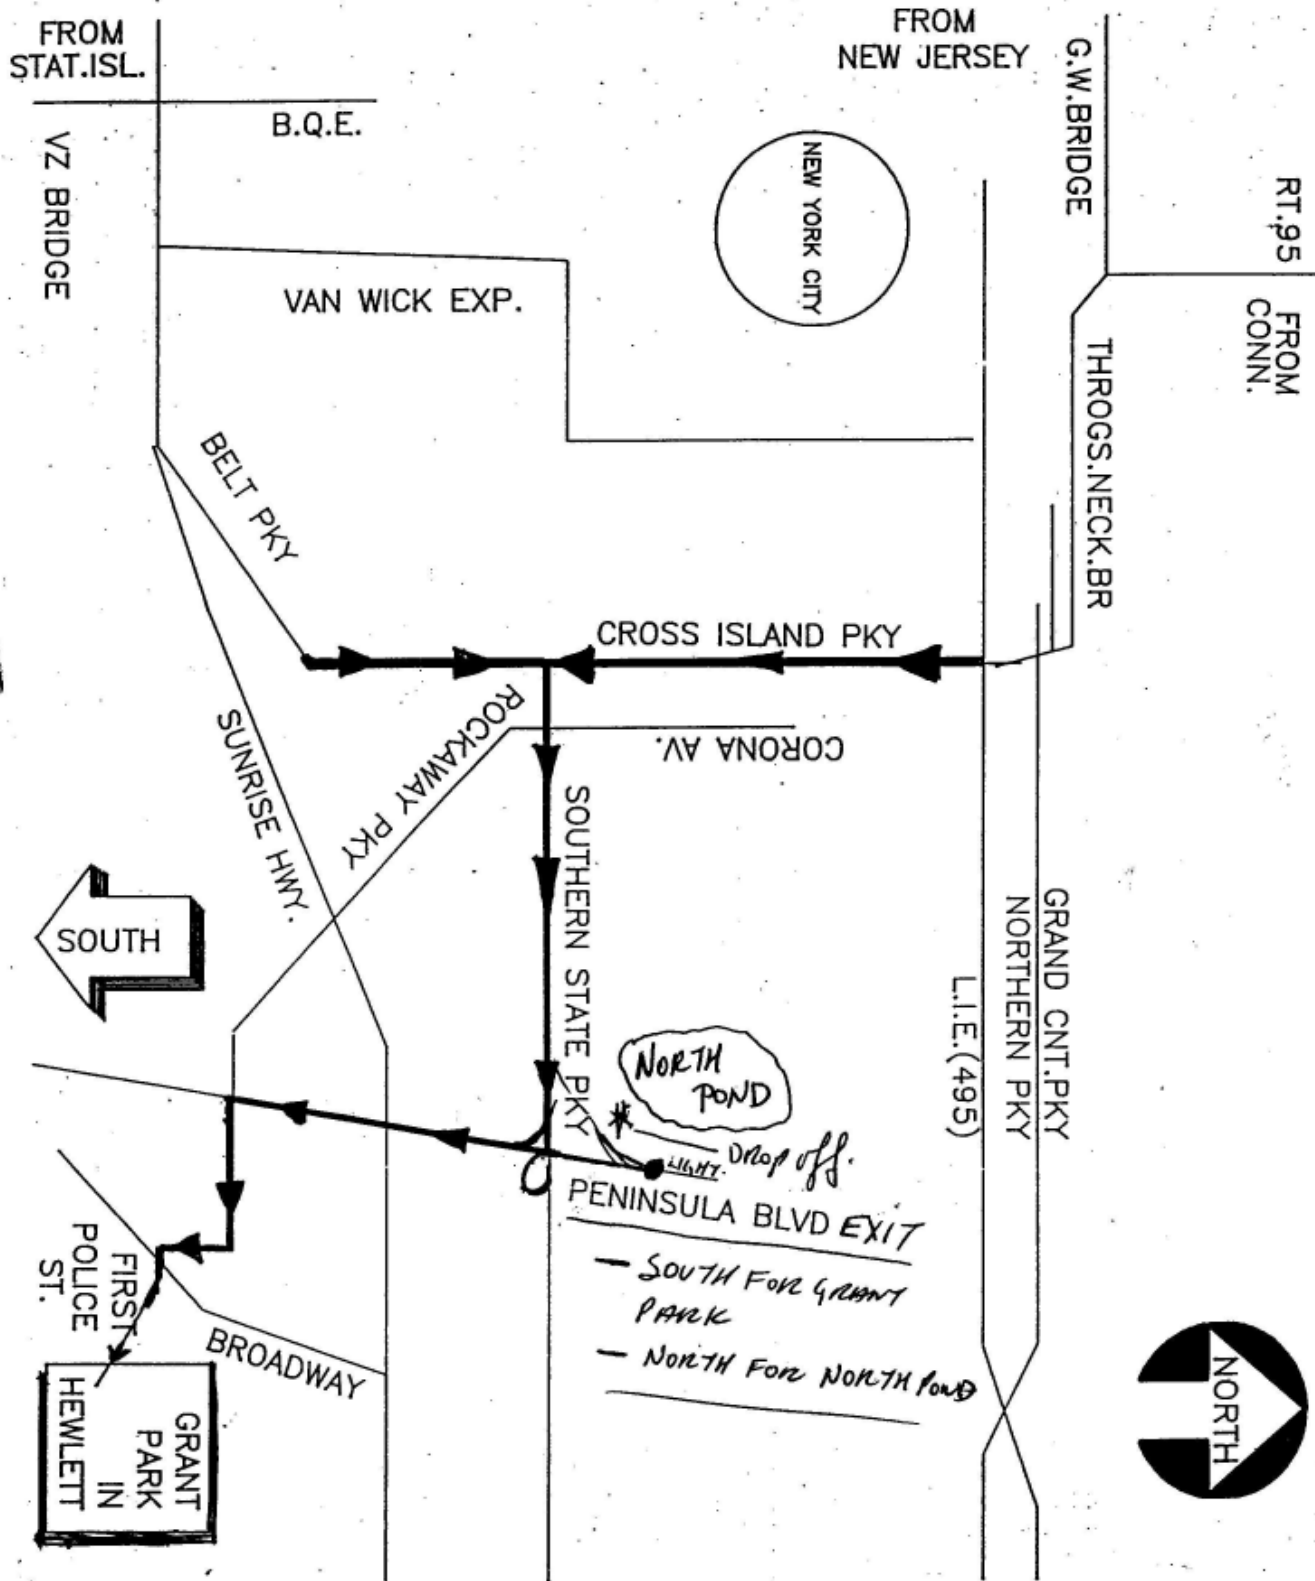 FROM
STAT.ISL.
B.Q.E.
VZ BRIDGE
FROM
NEW JERSEY
G.W.BRIDGE
RT.95
FROM
CONN.
NEW YORK CITY
VAN WICK EXP.
THROGS.NECK.BR
BELT PKY
CROSS ISLAND PKY
ROCKAWAY PKY
CORONA AV.
SUNRISE HWY.
SOUTHERN STATE PKY
SOUTH
GRAND CNT.PKY
NORTHERN PKY
L.I.E.(495)
NORTH
POND
* DROP off.
LIGHT.
PENINSULA BLVD EXIT
— SOUTH FOR GRANT
PARK
— NORTH FOR NORTH POND
FIRST
POLICE
ST.
BROADWAY
GRANT
PARK
IN
HEWLETT
NORTH